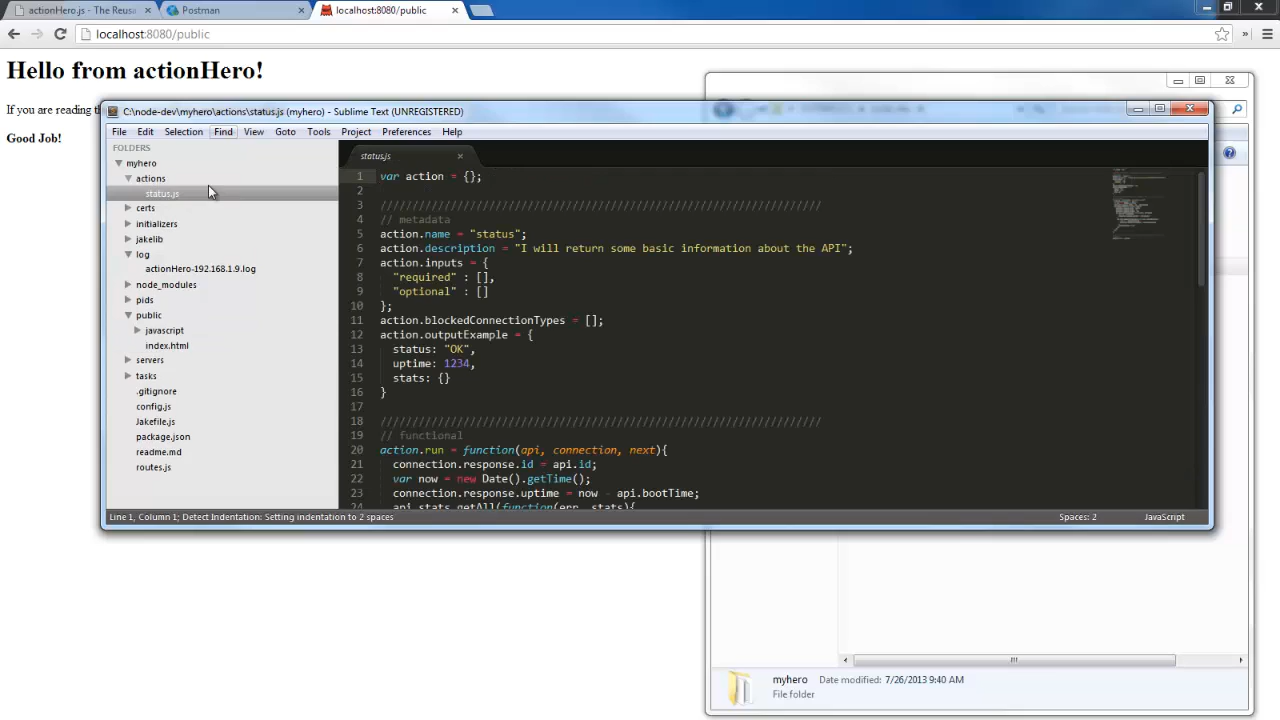 actionHero.js - The Reusa
Postman
localhost:8080/public
localhost:8080/public
Hello from actionHero!
If you are reading th
Good Job!
C:\node-dev\myhero\actions\status.js (myhero) - Sublime Text (UNREGISTERED)
File Edit Selection Find View Goto Tools Project Preferences Help
FOLDERS
myhero
actions
status.js
certs
initializers
jakelib
log
actionHero-192.168.1.9.log
node_modules
pids
public
javascript
index.html
servers
tasks
.gitignore
config.js
Jakefile.js
package.json
readme.md
routes.js
status.js
1 var action = {};
2
3 ////////////////////////////////////////////////////////////////////
4 // metadata
5 action.name = "status";
6 action.description = "I will return some basic information about the API";
7 action.inputs = {
8 "required" : [],
9 "optional" : []
10 };
11 action.blockedConnectionTypes = [];
12 action.outputExample = {
13 status: "OK",
14 uptime: 1234,
15 stats: {}
16 }
17
18 ////////////////////////////////////////////////////////////////////
19 // functional
20 action.run = function(api, connection, next){
21 connection.response.id = api.id;
22 var now = new Date().getTime();
23 connection.response.uptime = now - api.bootTime;
24 api.stats.getAll(function(err, stats){
Line 1, Column 1; Detect Indentation: Setting indentation to 2 spaces
Spaces: 2
JavaScript
myhero Date modified: 7/26/2013 9:40 AM
File folder